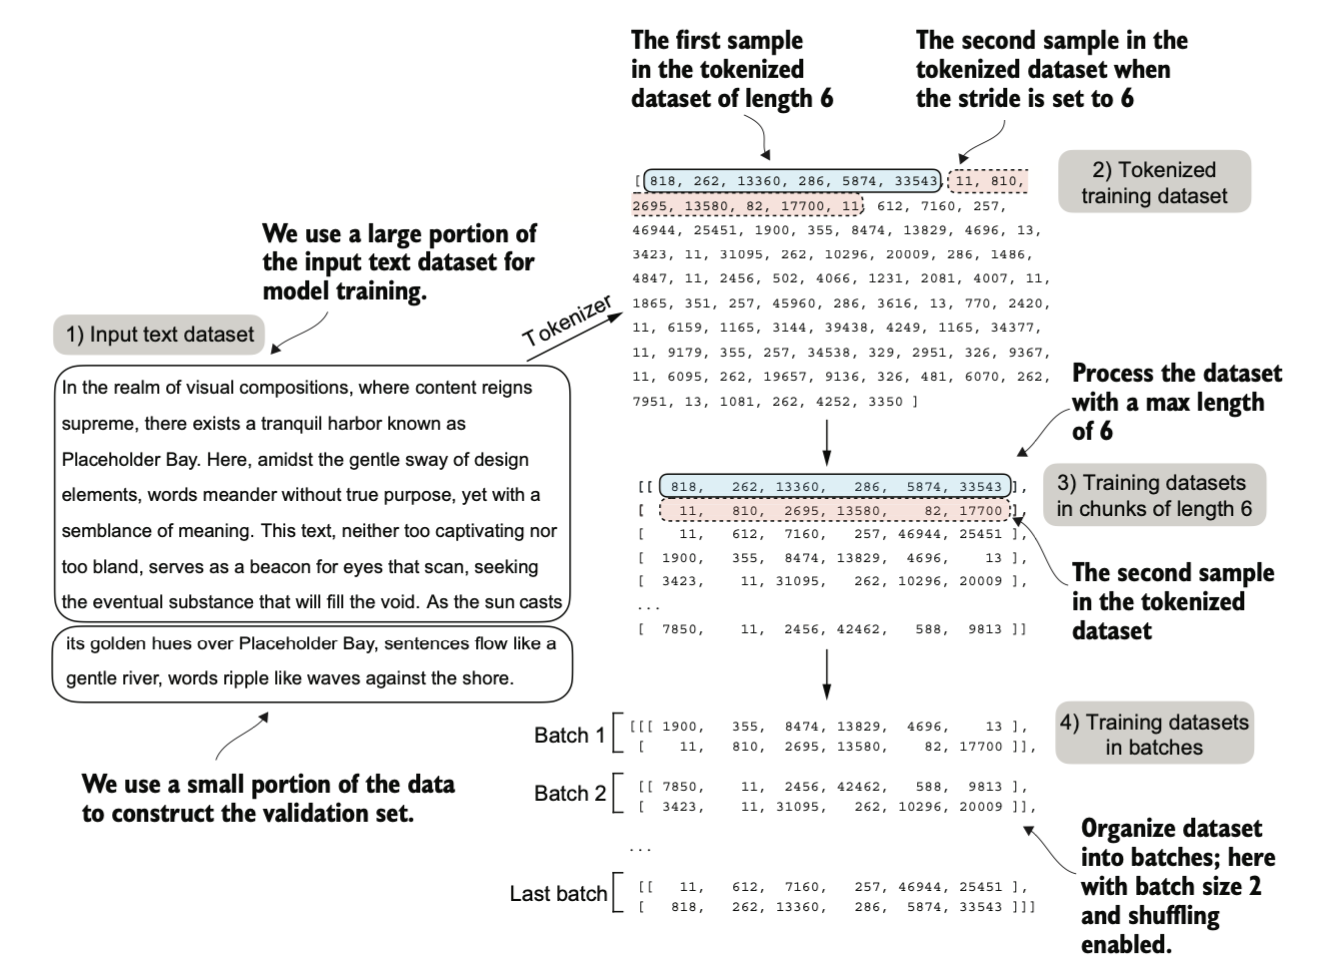 The first sample
in the tokenized
dataset of length 6
The second sample in the
tokenized dataset when
the stride is set to 6
2) Tokenized
training dataset
[ 818, 262, 13360, 286, 5874, 33543, 11, 810,
2695, 13580, 82, 17700, 11, 612, 7160, 257,
46944, 25451, 1900, 355, 8474, 13829, 4696, 13,
3423, 11, 31095, 262, 10296, 20009, 286, 1486,
4847, 11, 2456, 502, 4066, 1231, 2081, 4007, 11,
1865, 351, 257, 45960, 286, 3616, 13, 770, 2420,
11, 6159, 1165, 3144, 39438, 4249, 1165, 34377,
11, 9179, 355, 257, 34538, 329, 2951, 326, 9367,
11, 6095, 262, 19657, 9136, 326, 481, 6070, 262,
7951, 13, 1081, 262, 4252, 3350 ]
We use a large portion of
the input text dataset for
model training.
Tokenizer
1) Input text dataset
In the realm of visual compositions, where content reigns
supreme, there exists a tranquil harbor known as
Placeholder Bay. Here, amidst the gentle sway of design
elements, words meander without true purpose, yet with a
semblance of meaning. This text, neither too captivating nor
too bland, serves as a beacon for eyes that scan, seeking
the eventual substance that will fill the void. As the sun casts
its golden hues over Placeholder Bay, sentences flow like a
gentle river, words ripple like waves against the shore.
We use a small portion of the data
to construct the validation set.
Process the dataset
with a max length
of 6
3) Training datasets
in chunks of length 6
[[ 818, 262, 13360, 286, 5874, 33543 ],
[ 11, 810, 2695, 13580, 82, 17700 ],
[ 11, 612, 7160, 257, 46944, 25451 ],
[ 1900, 355, 8474, 13829, 4696, 13 ],
[ 3423, 11, 31095, 262, 10296, 20009 ],
...
[ 7850, 11, 2456, 42462, 588, 9813 ]]
The second sample
in the tokenized
dataset
4) Training datasets
in batches
Batch 1
[[[ 1900, 355, 8474, 13829, 4696, 13 ],
[ 11, 810, 2695, 13580, 82, 17700 ]],
Batch 2
[[ 7850, 11, 2456, 42462, 588, 9813 ],
[ 3423, 11, 31095, 262, 10296, 20009 ]],
...
Last batch
[[ 11, 612, 7160, 257, 46944, 25451 ],
[ 818, 262, 13360, 286, 5874, 33543 ]]]
Organize dataset
into batches; here
with batch size 2
and shuffling
enabled.